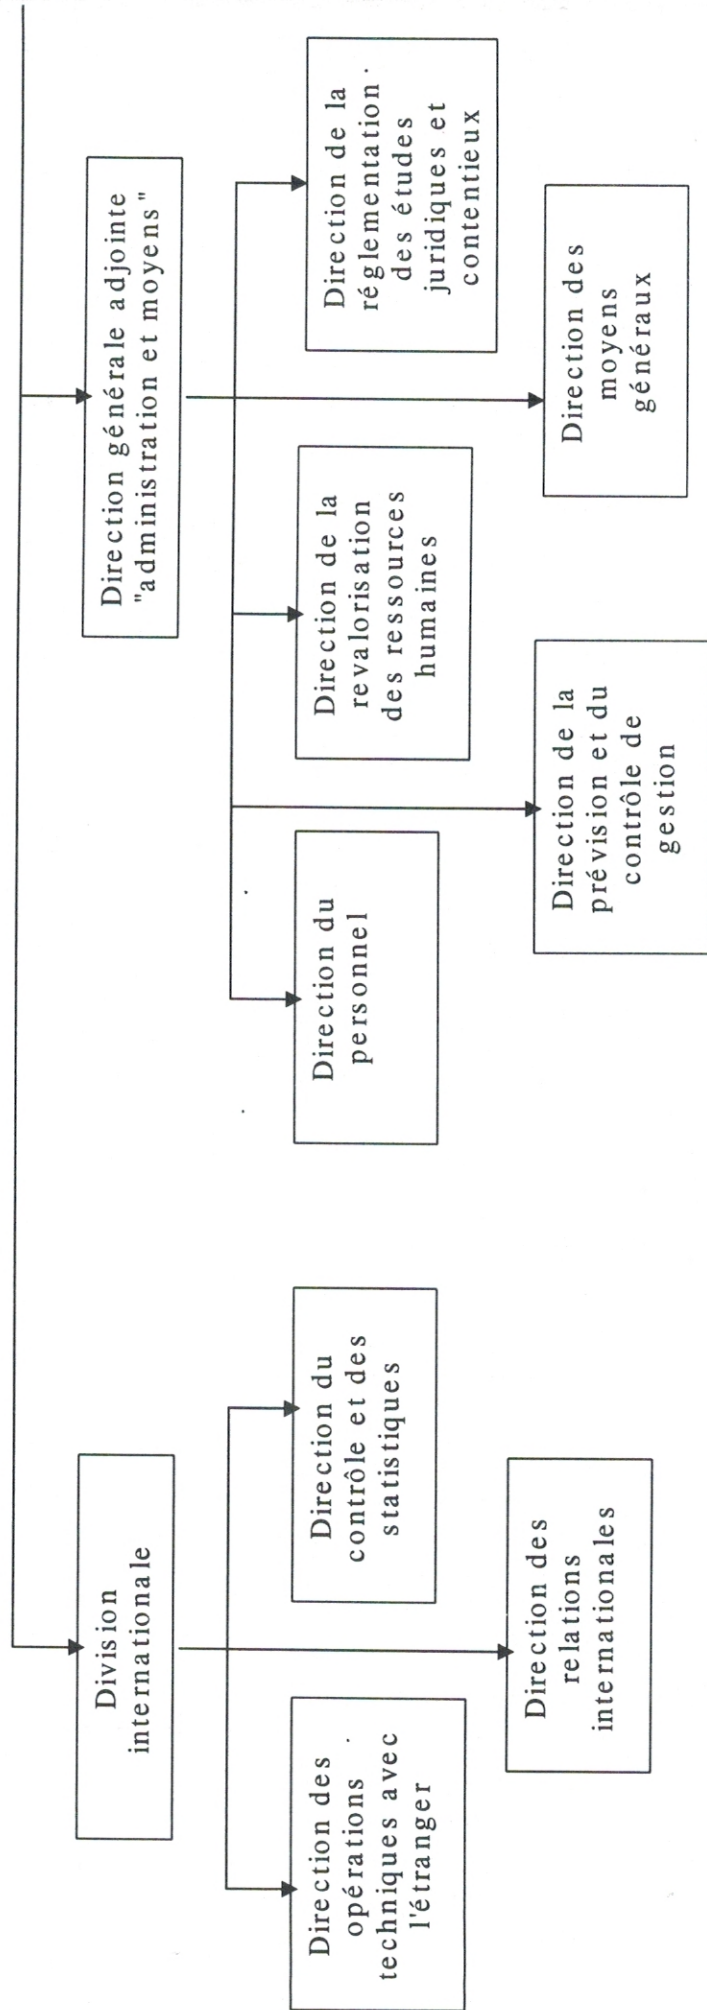 Division
internationale
Direction générale adjointe
"administration et moyens"
Direction des
opérations
techniques avec
l'étranger
Direction du
contrôle et des
statistiques
Direction du
personnel
Direction de la
revalorisation
des ressources
humaines
Direction de la
réglementation
des études
juridiques et
contentieux
Direction des
relations
internationales
Direction de la
prévision et du
contrôle de
gestion
Direction des
moyens
généraux